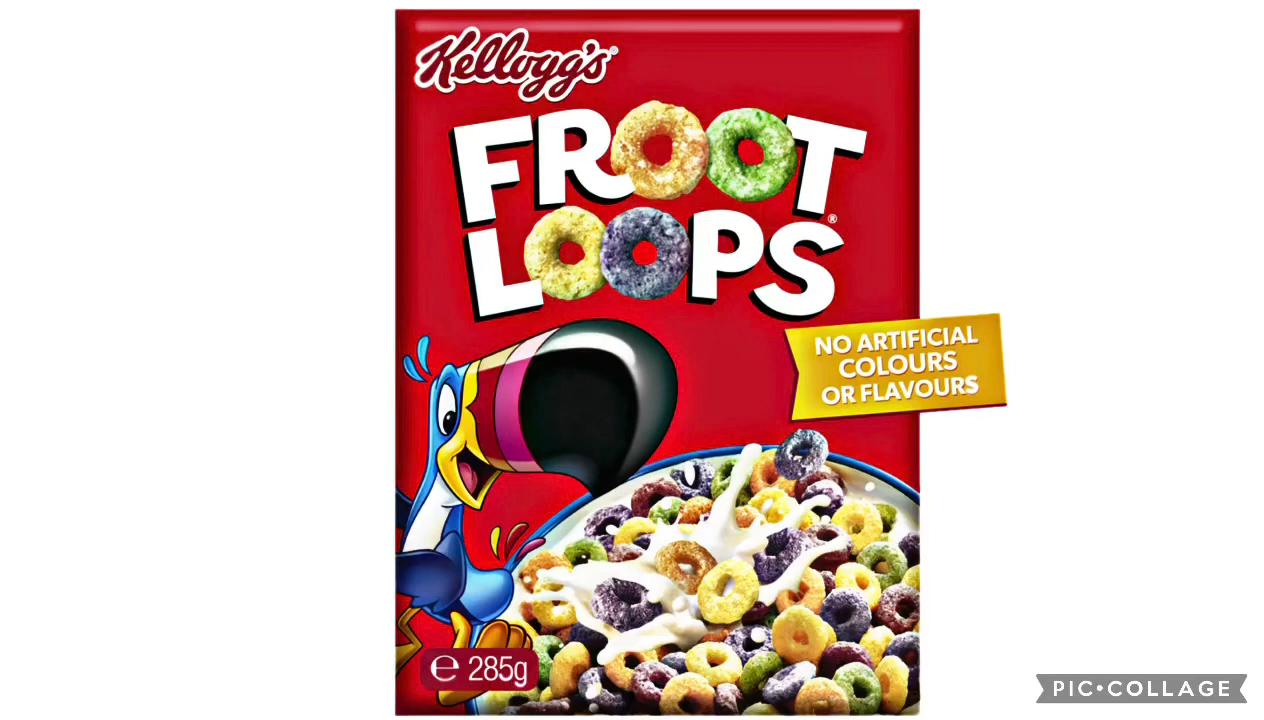 Kellogg's®
FROOT
LOOPS®
NO ARTIFICIAL
COLOURS
OR FLAVOURS
℮ 285g
PIC•COLLAGE